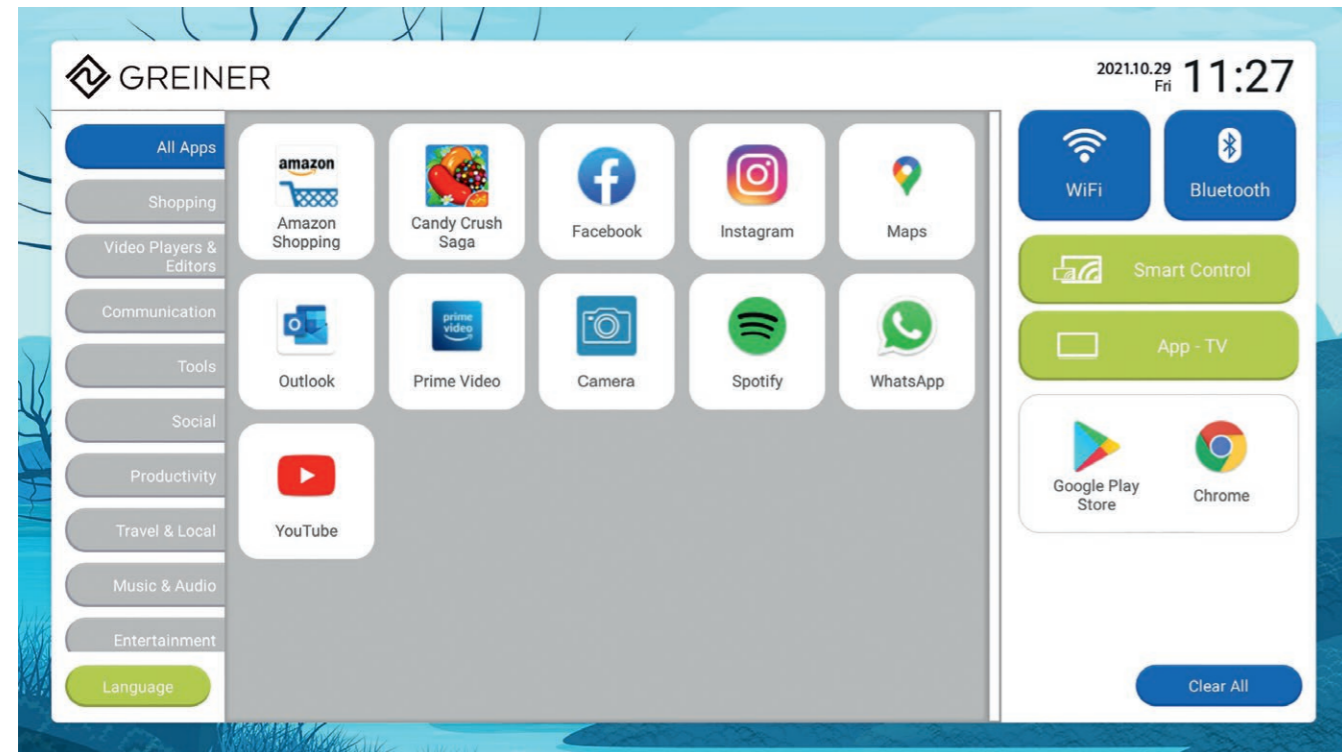 GREINER
2021.10.29
Fri
11:27
All Apps
Shopping
Video Players &
Editors
Communication
Tools
Social
Productivity
Travel & Local
Music & Audio
Entertainment
Language
amazon
Amazon
Shopping
Candy Crush
Saga
Facebook
Instagram
Maps
Outlook
prime
video
Prime Video
Camera
Spotify
WhatsApp
YouTube
WiFi
Bluetooth
Smart Control
App - TV
Google Play
Store
Chrome
Clear All